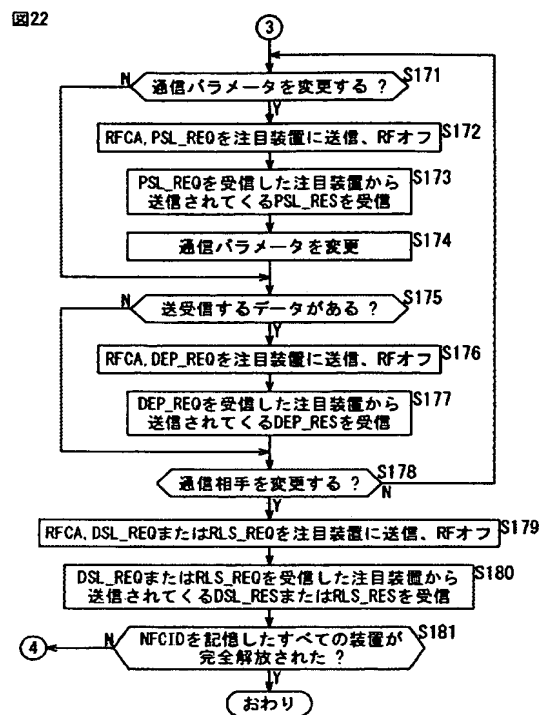 図22
3
通信パラメータを変更する ?
S171
N
Y
RFCA,PSL_REQを注目装置に送信、RFオフ
S172
PSL_REQを受信した注目装置から
送信されてくるPSL_RESを受信
S173
通信パラメータを変更
S174
送受信するデータがある ?
S175
N
Y
RFCA,DEP_REQを注目装置に送信、RFオフ
S176
DEP_REQを受信した注目装置から
送信されてくるDEP_RESを受信
S177
通信相手を変更する ?
S178
N
Y
RFCA,DSL_REQまたはRLS_REQを注目装置に送信、RFオフ
S179
DSL_REQまたはRLS_REQを受信した注目装置から
送信されてくるDSL_RESまたはRLS_RESを受信
S180
NFCIDを記憶したすべての装置が
完全解放された ?
S181
N
4
Y
おわり